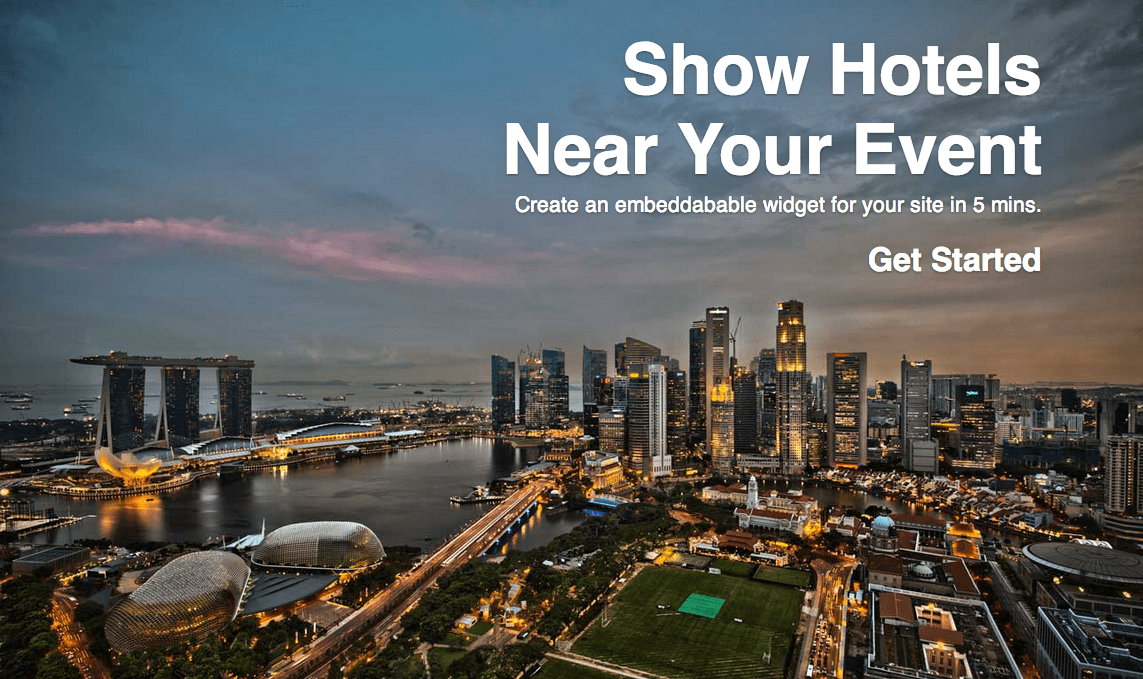 Show Hotels
Near Your Event
Create an embeddabable widget for your site in 5 mins.
Get Started